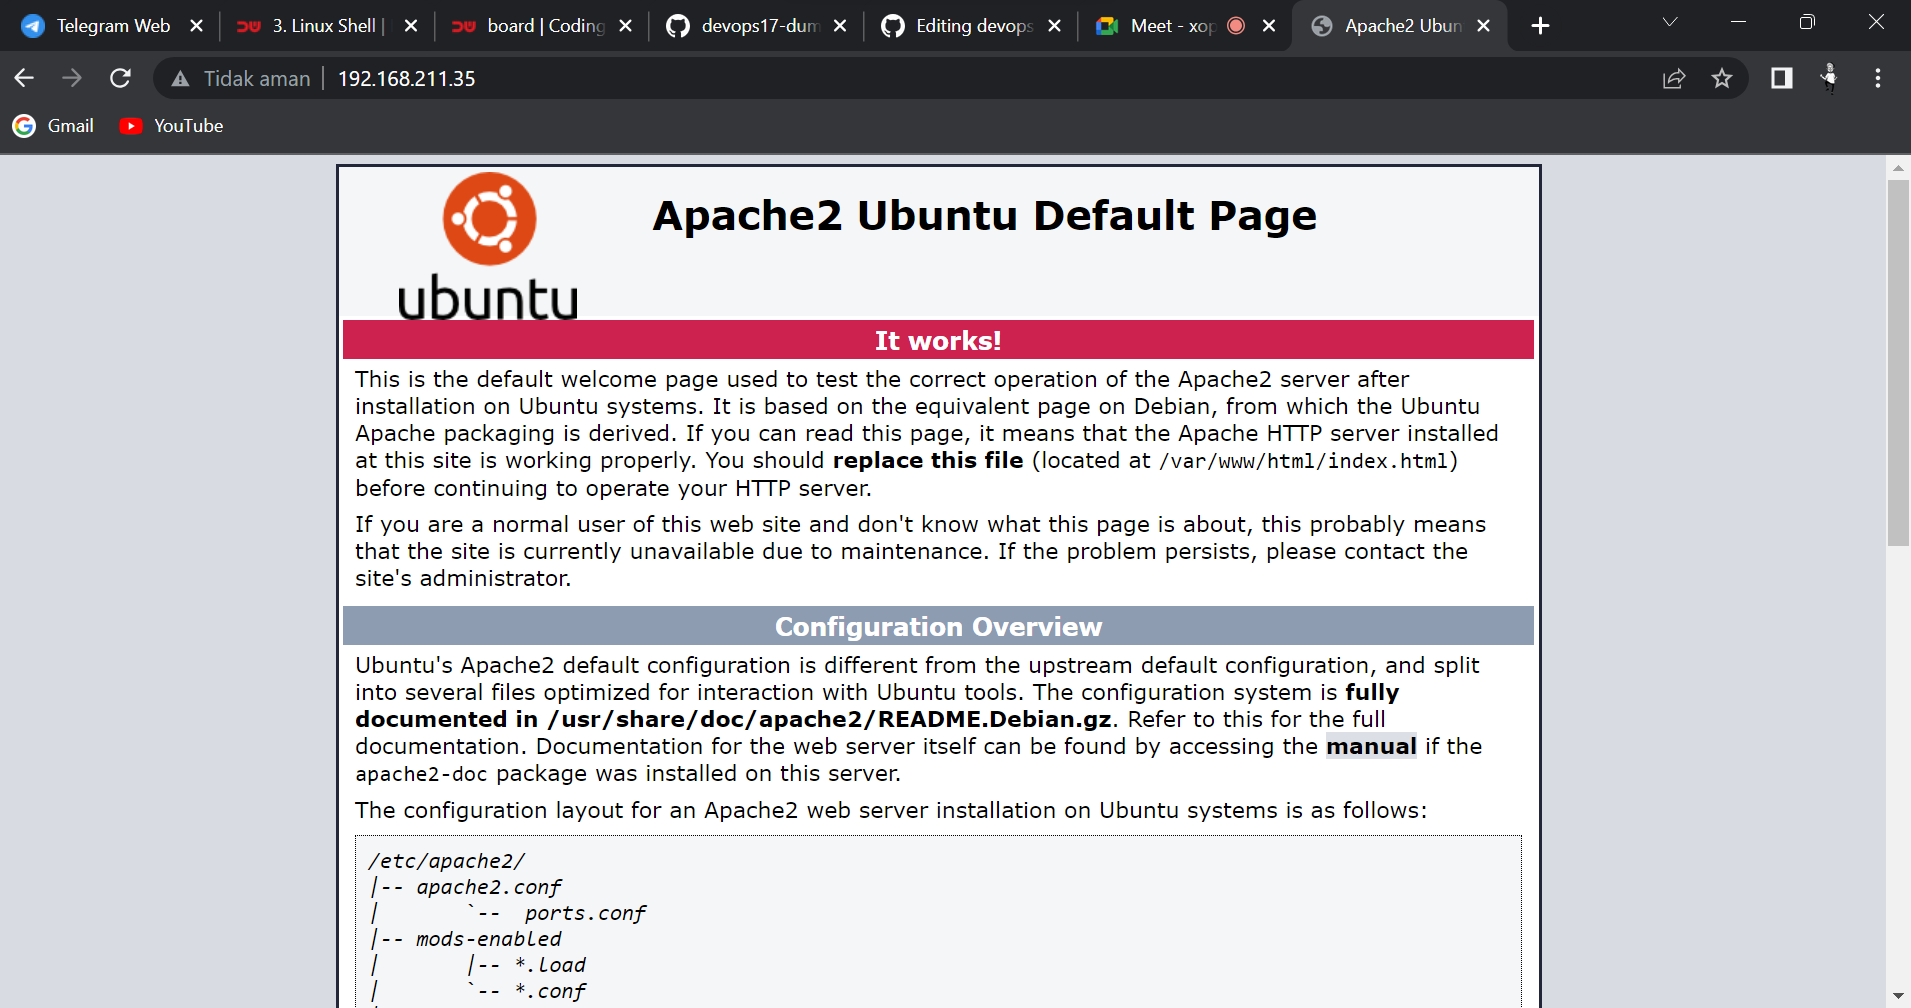 Telegram Web
3. Linux Shell |
board | Coding
devops17-dum
Editing devops
Meet - xop
Apache2 Ubun
Tidak aman
192.168.211.35
Gmail
YouTube
ubuntu
Apache2 Ubuntu Default Page
It works!
This is the default welcome page used to test the correct operation of the Apache2 server after
installation on Ubuntu systems. It is based on the equivalent page on Debian, from which the Ubuntu
Apache packaging is derived. If you can read this page, it means that the Apache HTTP server installed
at this site is working properly. You should replace this file (located at /var/www/html/index.html)
before continuing to operate your HTTP server.
If you are a normal user of this web site and don't know what this page is about, this probably means
that the site is currently unavailable due to maintenance. If the problem persists, please contact the
site's administrator.
Configuration Overview
Ubuntu's Apache2 default configuration is different from the upstream default configuration, and split
into several files optimized for interaction with Ubuntu tools. The configuration system is fully
documented in /usr/share/doc/apache2/README.Debian.gz. Refer to this for the full
documentation. Documentation for the web server itself can be found by accessing the manual if the
apache2-doc package was installed on this server.
The configuration layout for an Apache2 web server installation on Ubuntu systems is as follows:
/etc/apache2/
|-- apache2.conf
|       `--  ports.conf
|-- mods-enabled
|       |-- *.load
|       `-- *.conf